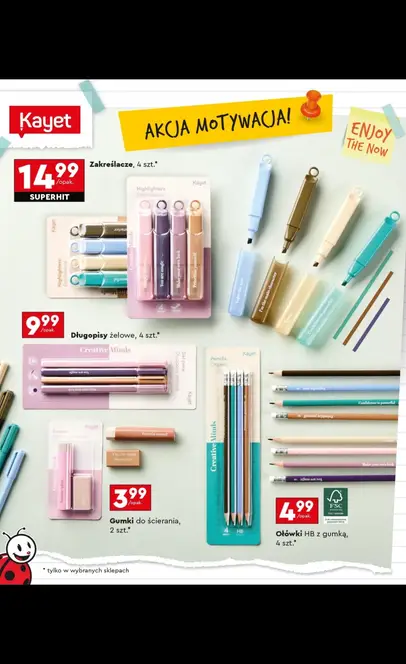 Kayet
AKCJA MOTYWACJA!
ENJOY
THE NOW
Zakreślacze, 4 szt.*
14.99
/opak.
SUPERHIT
9.99
/opak.
Długopisy żelowe, 4 szt.*
Creative Minds
Kayet
Creative Minds
3.99
/opak.
Gumki do ścierania,
2 szt.*
4.99
/opak.
FSC
Ołówki HB z gumką,
4 szt.*
* tylko w wybranych sklepach